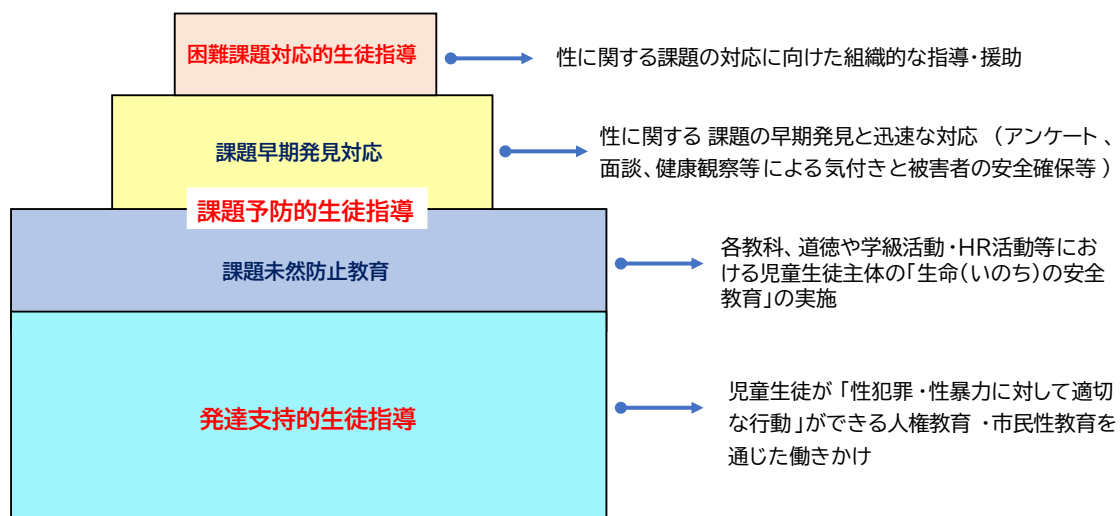 困難課題対応的生徒指導
性に関する課題の対応に向けた組織的な指導・援助
課題早期発見対応
性に関する 課題の早期発見と迅速な対応 （アンケート 、
面談、健康観察等 による気付きと被害者の安全確保等 ）
課題予防的生徒指導
課題未然防止教育
各教科、道徳や学級活動・HR活動等にお
ける児童生徒主体の「生命（いのち）の安全
教育」の実施
発達支持的生徒指導
児童生徒が 「性犯罪・性暴力に対して適切
な行動 」ができる人権教育 ・市民性教育を
通じた働きかけ